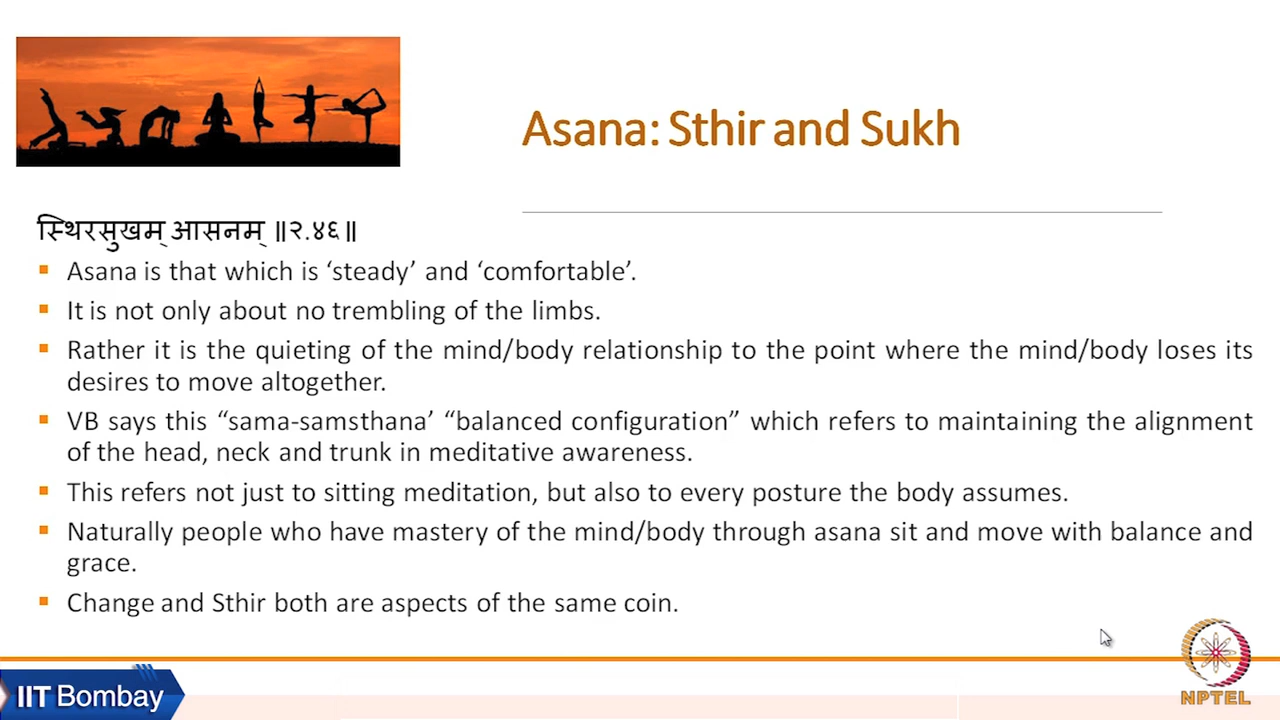 Asana: Sthir and Sukh
स्थिरसुखम् आसनम् ॥२.४६॥
Asana is that which is ‘steady’ and ‘comfortable’.
It is not only about no trembling of the limbs.
Rather it is the quieting of the mind/body relationship to the point where the mind/body loses its
desires to move altogether.
VB says this “sama-samsthana’ “balanced configuration” which refers to maintaining the alignment
of the head, neck and trunk in meditative awareness.
This refers not just to sitting meditation, but also to every posture the body assumes.
Naturally people who have mastery of the mind/body through asana sit and move with balance and
grace.
Change and Sthir both are aspects of the same coin.
IIT Bombay
NPTEL